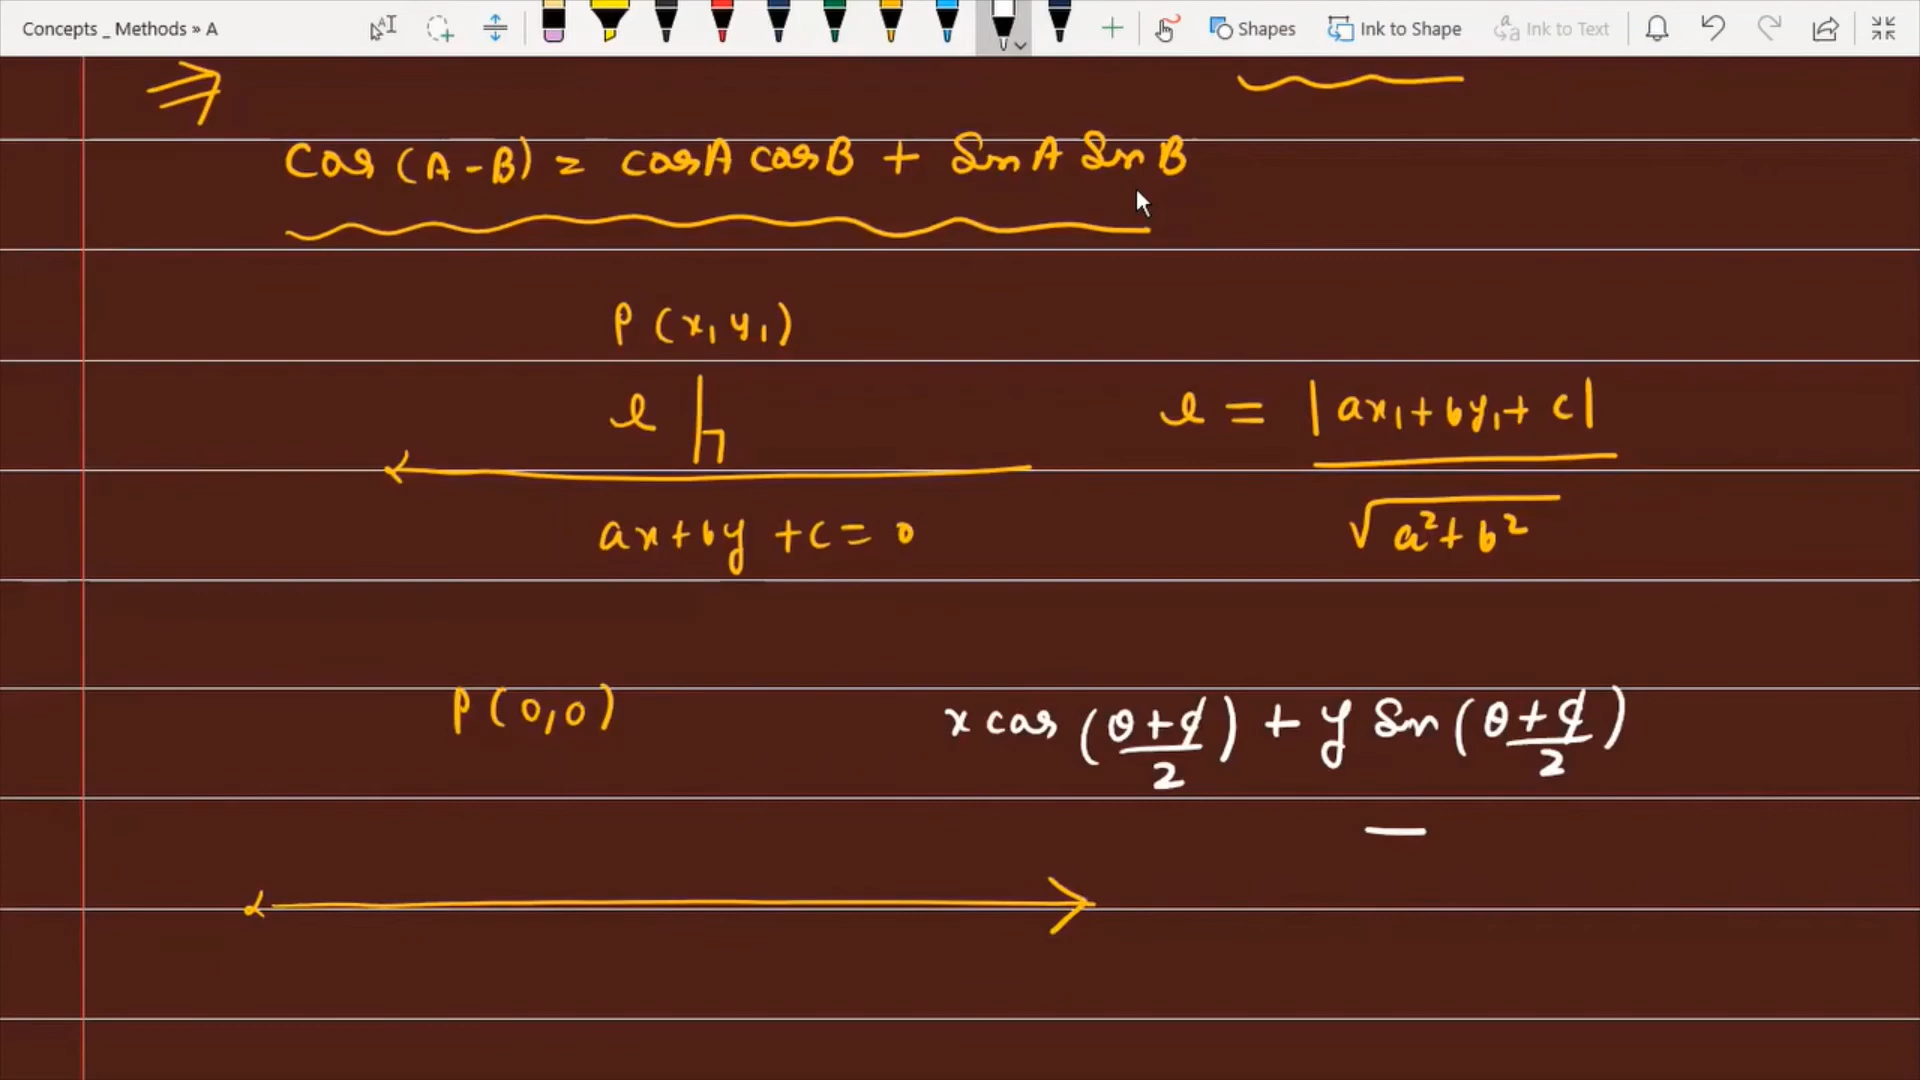 Concepts _ Methods » A
Shapes
Ink to Shape
Ink to Text
⇒
Cos (A - B) = cosA cosB + Sin A Sin B
P (x₁ y₁)
l
l = |ax₁ + by₁ + c|
√a² + b²
ax + by + c = 0
P (0,0)
x cos (θ+φ/2) + y Sin (θ+φ/2)
—